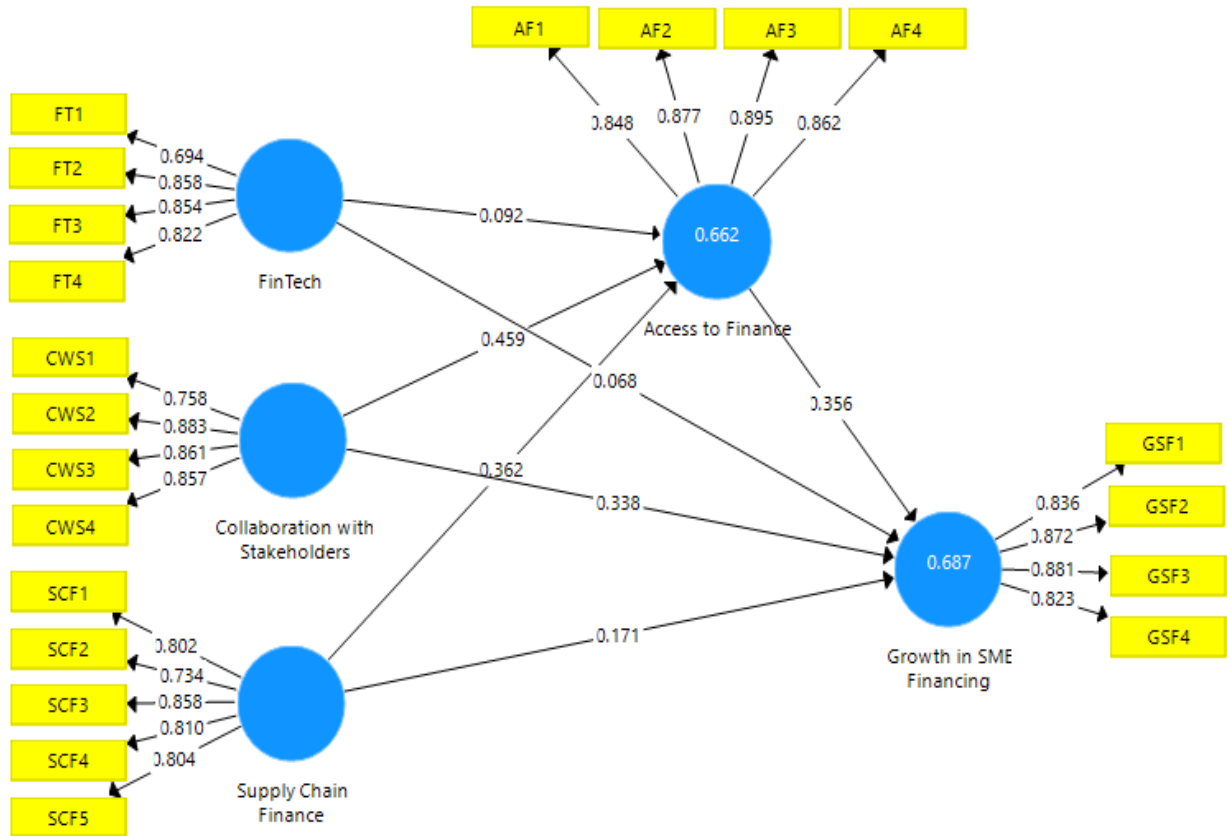 AF1
AF2
AF3
AF4
0.848
0.877
0.895
0.862
FT1
FT2
FT3
FT4
0.694
0.858
0.854
0.822
FinTech
0.092
0.662
Access to Finance
0.459
0.068
0.362
0.356
CWS1
CWS2
CWS3
CWS4
0.758
0.883
0.861
0.857
Collaboration with
Stakeholders
0.338
0.171
SCF1
SCF2
SCF3
SCF4
SCF5
0.802
0.734
0.858
0.810
0.804
Supply Chain
Finance
0.687
Growth in SME
Financing
0.836
0.872
0.881
0.823
GSF1
GSF2
GSF3
GSF4